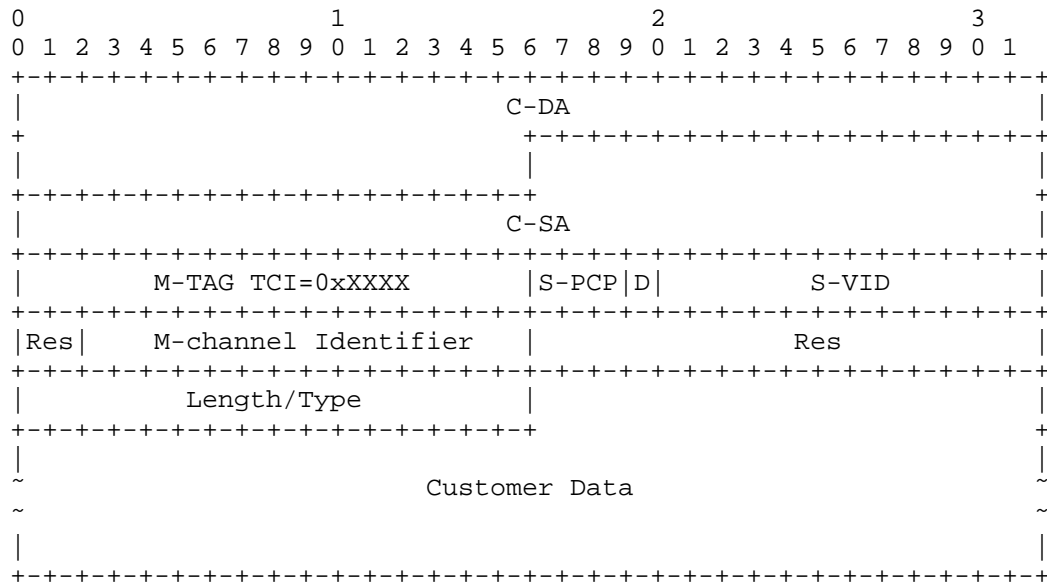 0                   1                   2                   3
0 1 2 3 4 5 6 7 8 9 0 1 2 3 4 5 6 7 8 9 0 1 2 3 4 5 6 7 8 9 0 1
+-+-+-+-+-+-+-+-+-+-+-+-+-+-+-+-+-+-+-+-+-+-+-+-+-+-+-+-+-+-+-+-+
|                              C-DA                             |
+                               +-+-+-+-+-+-+-+-+-+-+-+-+-+-+-+-+
|                               |                               |
+-+-+-+-+-+-+-+-+-+-+-+-+-+-+-+-+                               +
|                              C-SA                             |
+-+-+-+-+-+-+-+-+-+-+-+-+-+-+-+-+-+-+-+-+-+-+-+-+-+-+-+-+-+-+-+-+
|        M-TAG TCI=0xXXXX       |S-PCP|D|         S-VID         |
+-+-+-+-+-+-+-+-+-+-+-+-+-+-+-+-+-+-+-+-+-+-+-+-+-+-+-+-+-+-+-+-+
|Res|    M-channel Identifier   |                Res            |
+-+-+-+-+-+-+-+-+-+-+-+-+-+-+-+-+-+-+-+-+-+-+-+-+-+-+-+-+-+-+-+-+
|          Length/Type          |                               |
+-+-+-+-+-+-+-+-+-+-+-+-+-+-+-+-+                               +
|                                                               |
~                         Customer Data                         ~
~                                                               ~
|                                                               |
+-+-+-+-+-+-+-+-+-+-+-+-+-+-+-+-+-+-+-+-+-+-+-+-+-+-+-+-+-+-+-+-+